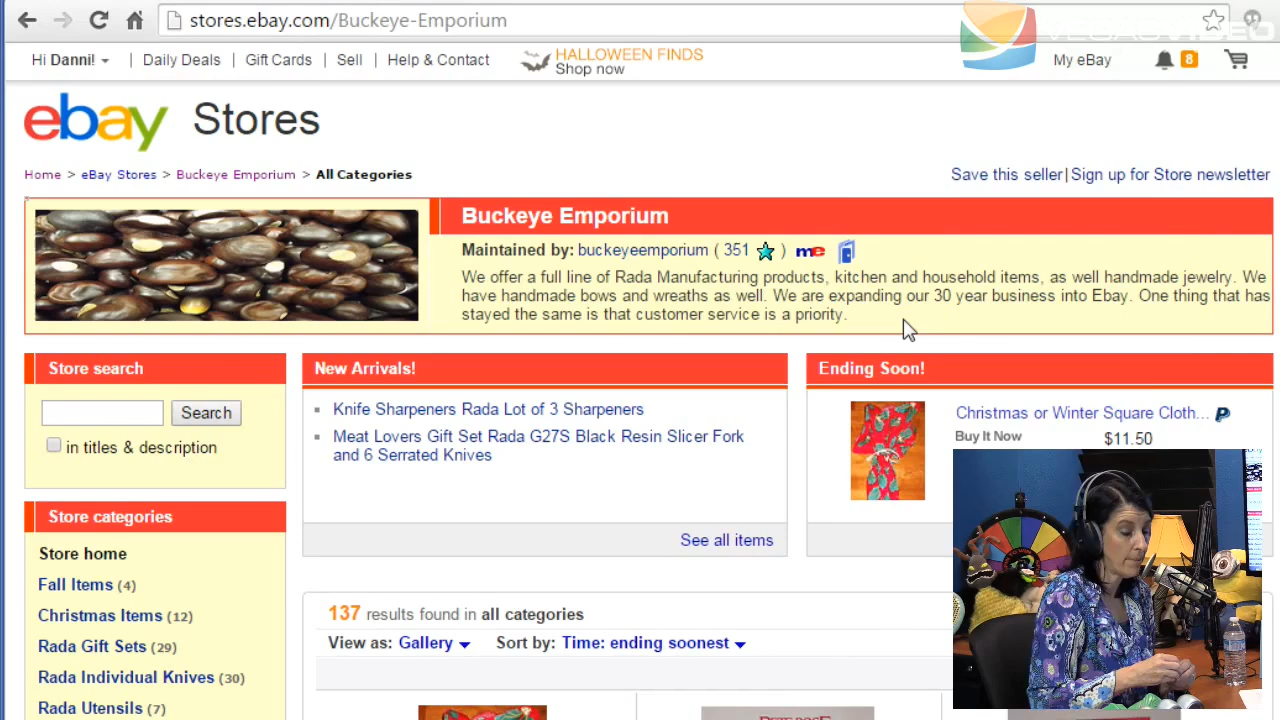 stores.ebay.com/Buckeye-Emporium
VEGAS VIDEO
Hi Danni! | Daily Deals | Gift Cards | Sell | Help & Contact
HALLOWEEN FINDS
Shop now
My eBay
8
ebay Stores
Home > eBay Stores > Buckeye Emporium > All Categories
Save this seller | Sign up for Store newsletter
Buckeye Emporium
Maintained by: buckeyeemporium ( 351 ) me
We offer a full line of Rada Manufacturing products, kitchen and household items, as well handmade jewelry. We
have handmade bows and wreaths as well. We are expanding our 30 year business into Ebay. One thing that has
stayed the same is that customer service is a priority.
Store search
Search
in titles & description
Store categories
Store home
Fall Items (4)
Christmas Items (12)
Rada Gift Sets (29)
Rada Individual Knives (30)
Rada Utensils (7)
New Arrivals!
Knife Sharpeners Rada Lot of 3 Sharpeners
Meat Lovers Gift Set Rada G27S Black Resin Slicer Fork
and 6 Serrated Knives
See all items
Ending Soon!
Christmas or Winter Square Cloth...
Buy It Now $11.50
137 results found in all categories
View as: Gallery Sort by: Time: ending soonest